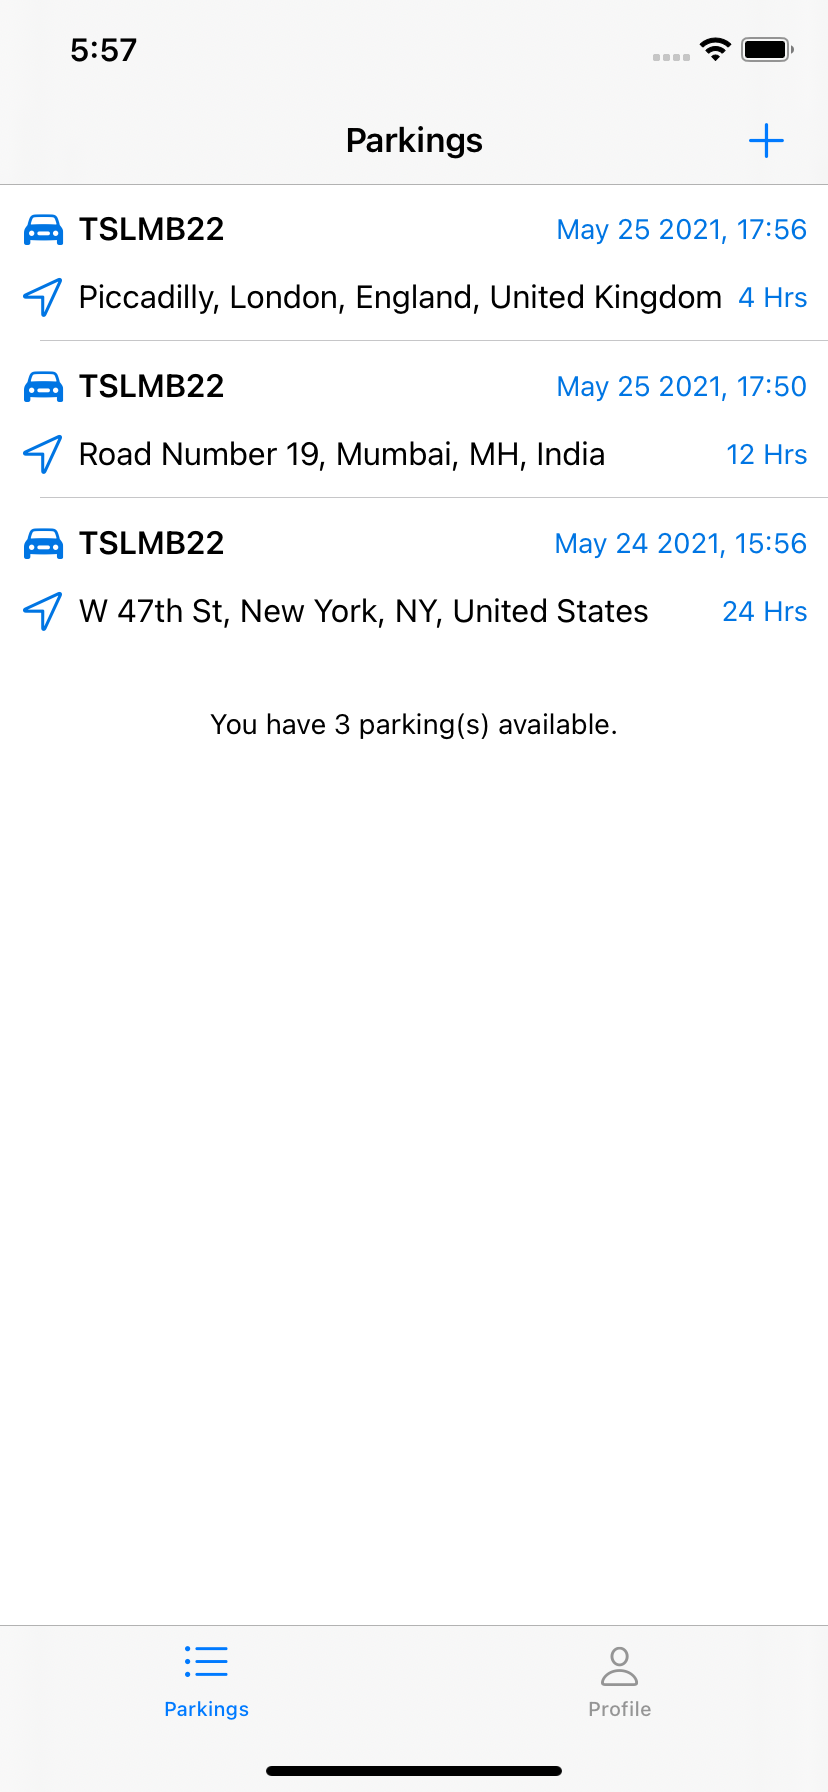 5:57
Parkings
TSLMB22 May 25 2021, 17:56
Piccadilly, London, England, United Kingdom 4 Hrs
TSLMB22 May 25 2021, 17:50
Road Number 19, Mumbai, MH, India 12 Hrs
TSLMB22 May 24 2021, 15:56
W 47th St, New York, NY, United States 24 Hrs
You have 3 parking(s) available.
Parkings Profile